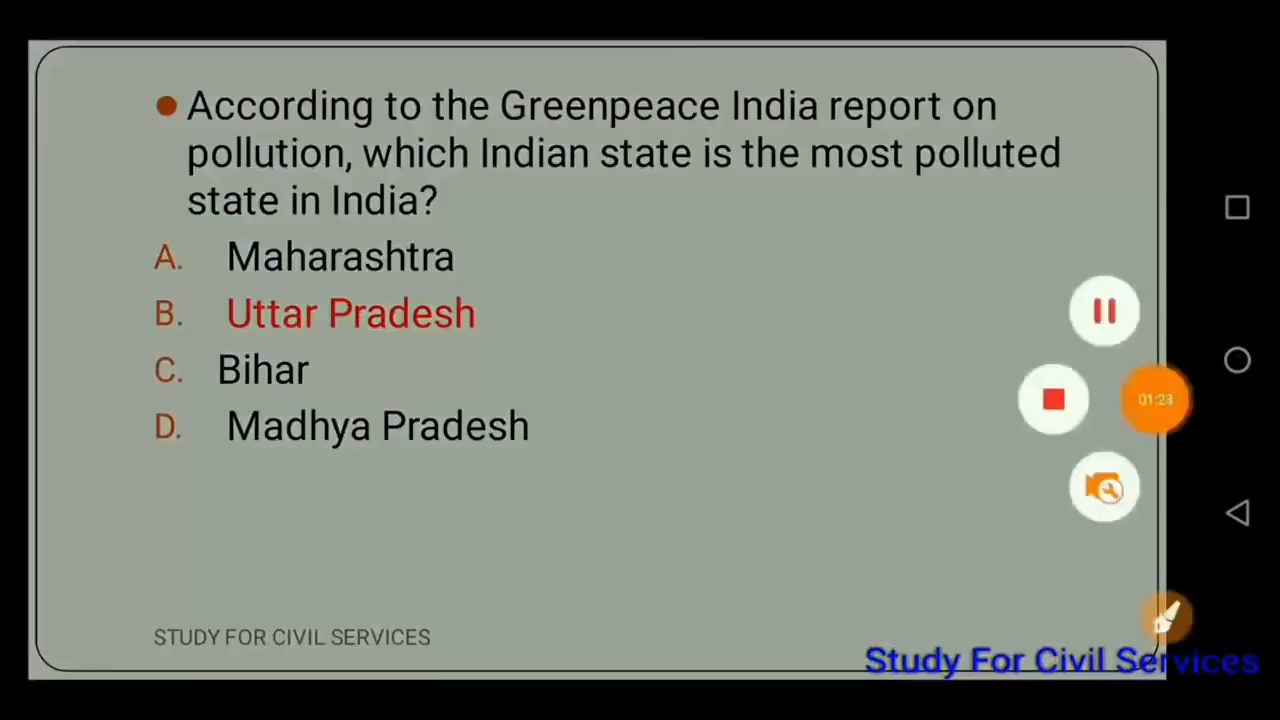 According to the Greenpeace India report on
pollution, which Indian state is the most polluted
state in India?
A. Maharashtra
B. Uttar Pradesh
C. Bihar
D. Madhya Pradesh
01:23
STUDY FOR CIVIL SERVICES
Study For Civil Services